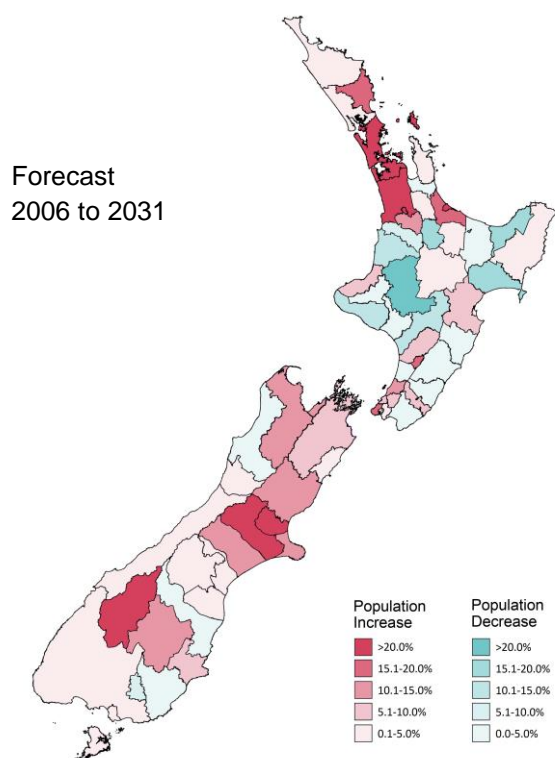 Forecast
2006 to 2031
Population
Increase
>20.0%
15.1-20.0%
10.1-15.0%
5.1-10.0%
0.1-5.0%
Population
Decrease
>20.0%
15.1-20.0%
10.1-15.0%
5.1-10.0%
0.0-5.0%